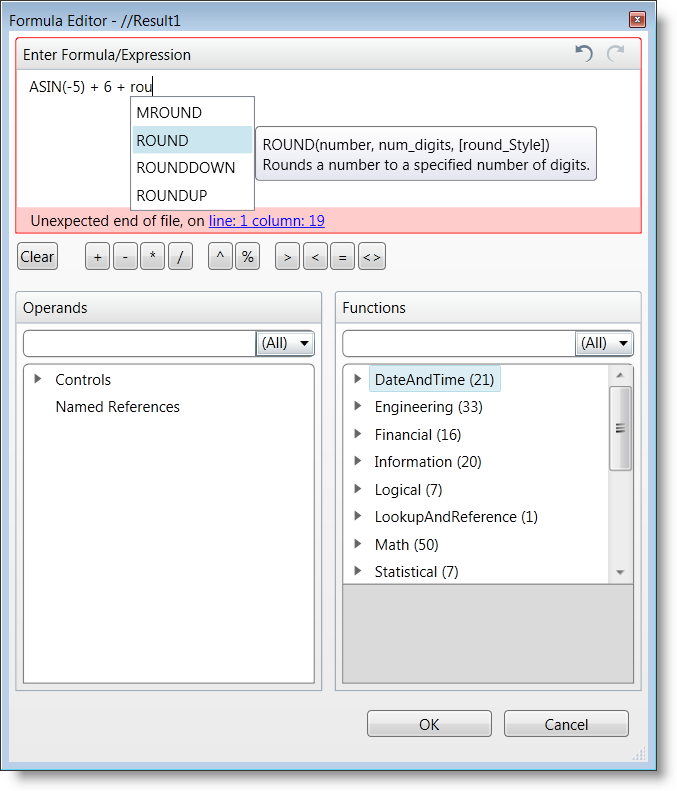 Formula Editor - //Result1
Enter Formula/Expression
ASIN(-5) + 6 + rou
MROUND
ROUND
ROUNDDOWN
ROUNDUP
ROUND(number, num_digits, [round_Style])
Rounds a number to a specified number of digits.
Unexpected end of file, on line: 1 column: 19
Clear + - * / ^ % > < = <>
Operands
(All)
Controls
Named References
Functions
(All)
DateAndTime (21)
Engineering (33)
Financial (16)
Information (20)
Logical (7)
LookupAndReference (1)
Math (50)
Statistical (7)
OK Cancel